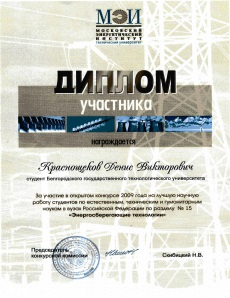 МЭИ
МОСКОВСКИЙ
ЭНЕРГЕТИЧЕСКИЙ
ИНСТИТУТ
технический университет
ДИПЛОМ
участника
награждается
Краснощеков Денис Викторович
студент Белгородского государственного технологического университета
За участие в открытом конкурсе 2009 года на лучшую научную
работу студентов по естественным, техническим и гуманитарным
наукам в вузах Российской Федерации по разделу № 15
«Энергосберегающие технологии»
Председатель
конкурсной комиссии
Скибицкий Н.В.